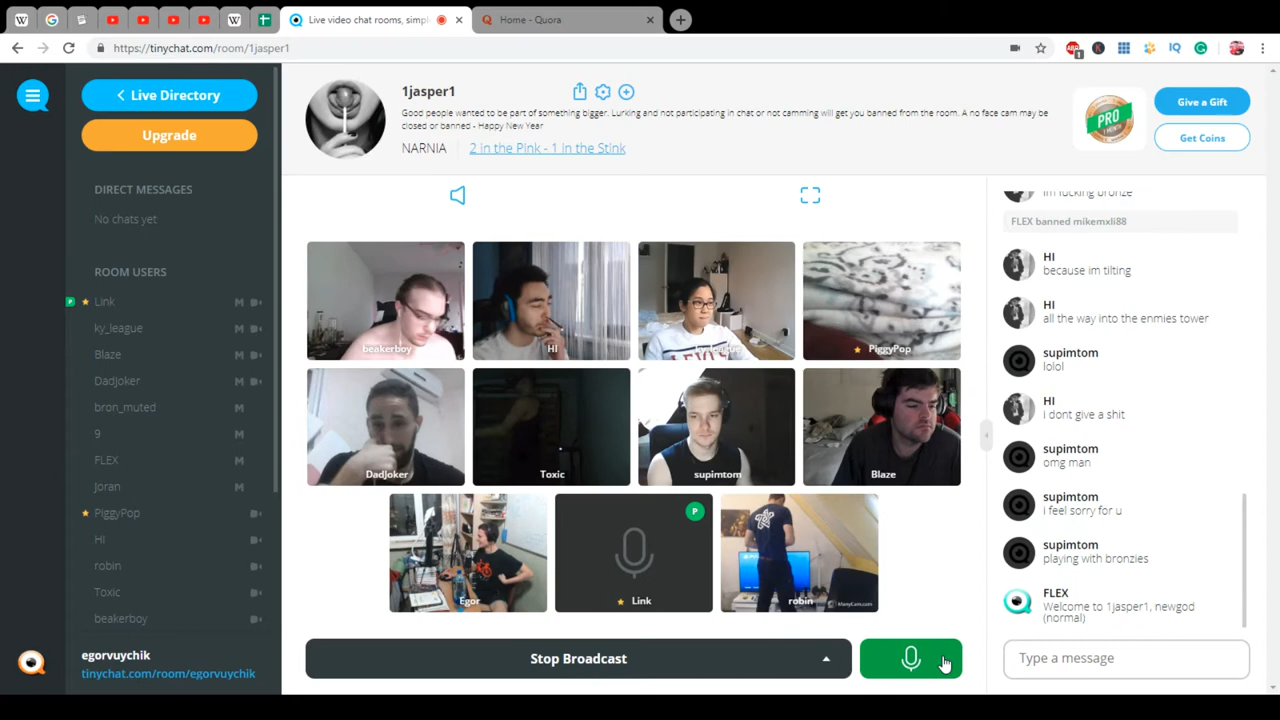 Live video chat rooms, simpl
Home - Quora
https://tinychat.com/room/1jasper1
Live Directory
Upgrade
DIRECT MESSAGES
No chats yet
ROOM USERS
Link
ky_league
Blaze
DadJoker
bron_muted
9
FLEX
Joran
PiggyPop
HI
robin
Toxic
beakerboy
egorvuychik
tinychat.com/room/egorvuychik
1jasper1
Good people wanted to be part of something bigger. Lurking and not participating in chat or not camming will get you banned from the room. A no face cam may be
closed or banned - Happy New Year
NARNIA
2 in the Pink - 1 In the Stink
PRO
Give a Gift
Get Coins
beakerboy
HI
ky_league
PiggyPop
DadJoker
Toxic
supimtom
Blaze
Egor
Link
P
robin
ManyCam.com
Stop Broadcast
im fucking bronze
FLEX banned mikemxli88
HI
because im tilting
HI
all the way into the enmies tower
supimtom
lolol
HI
i dont give a shit
supimtom
omg man
supimtom
i feel sorry for u
supimtom
playing with bronzies
FLEX
Welcome to 1jasper1, newgod
(normal)
Type a message